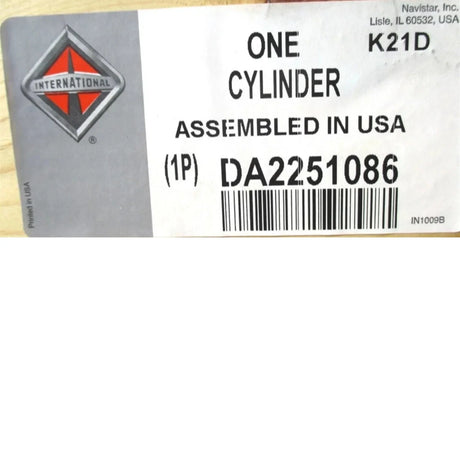 Navistar, Inc.
Lisle, IL 60532, USA
ONE K21D
CYLINDER
INTERNATIONAL
®
ASSEMBLED IN USA
(1P) DA2251086
IN1009B
Printed in USA